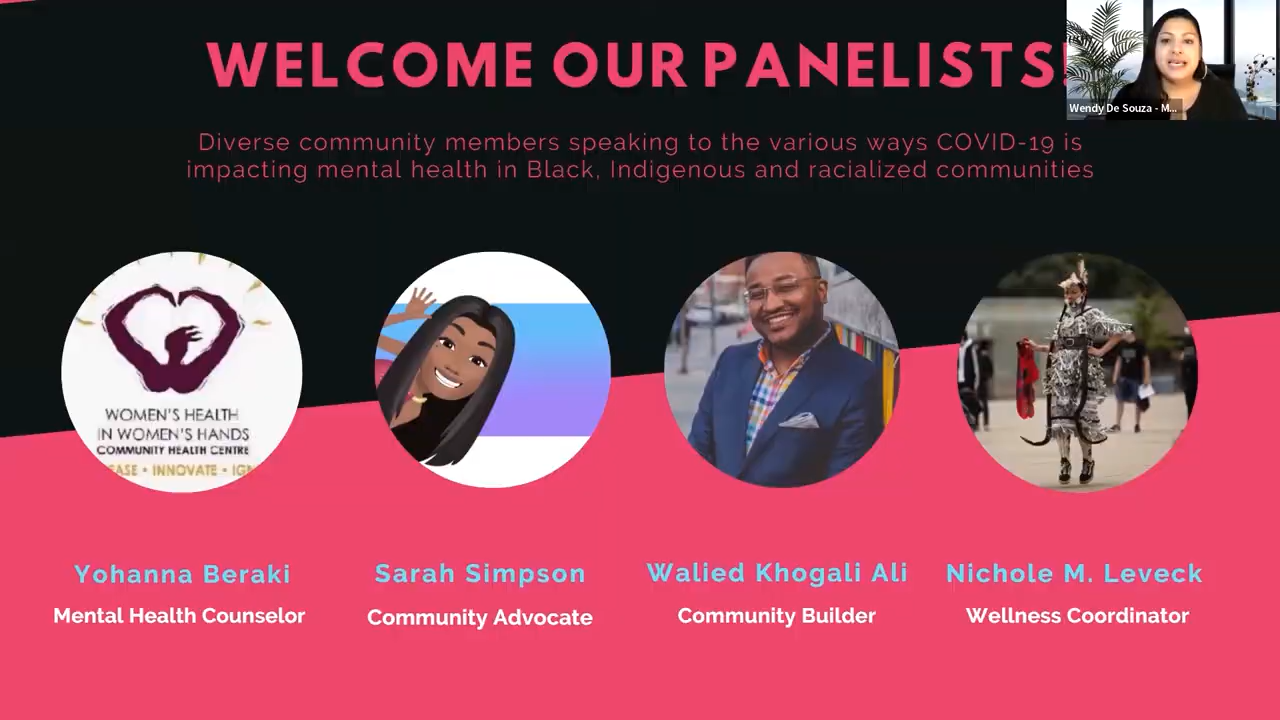 WELCOME OUR PANELISTS!
Wendy De Souza - M...
Diverse community members speaking to the various ways COVID-19 is
impacting mental health in Black, Indigenous and racialized communities
WOMEN'S HEALTH
IN WOMEN'S HANDS
COMMUNITY HEALTH CENTRE
EASE • INNOVATE • IGN
Yohanna Beraki
Mental Health Counselor
Sarah Simpson
Community Advocate
Walied Khogali Ali
Community Builder
Nichole M. Leveck
Wellness Coordinator